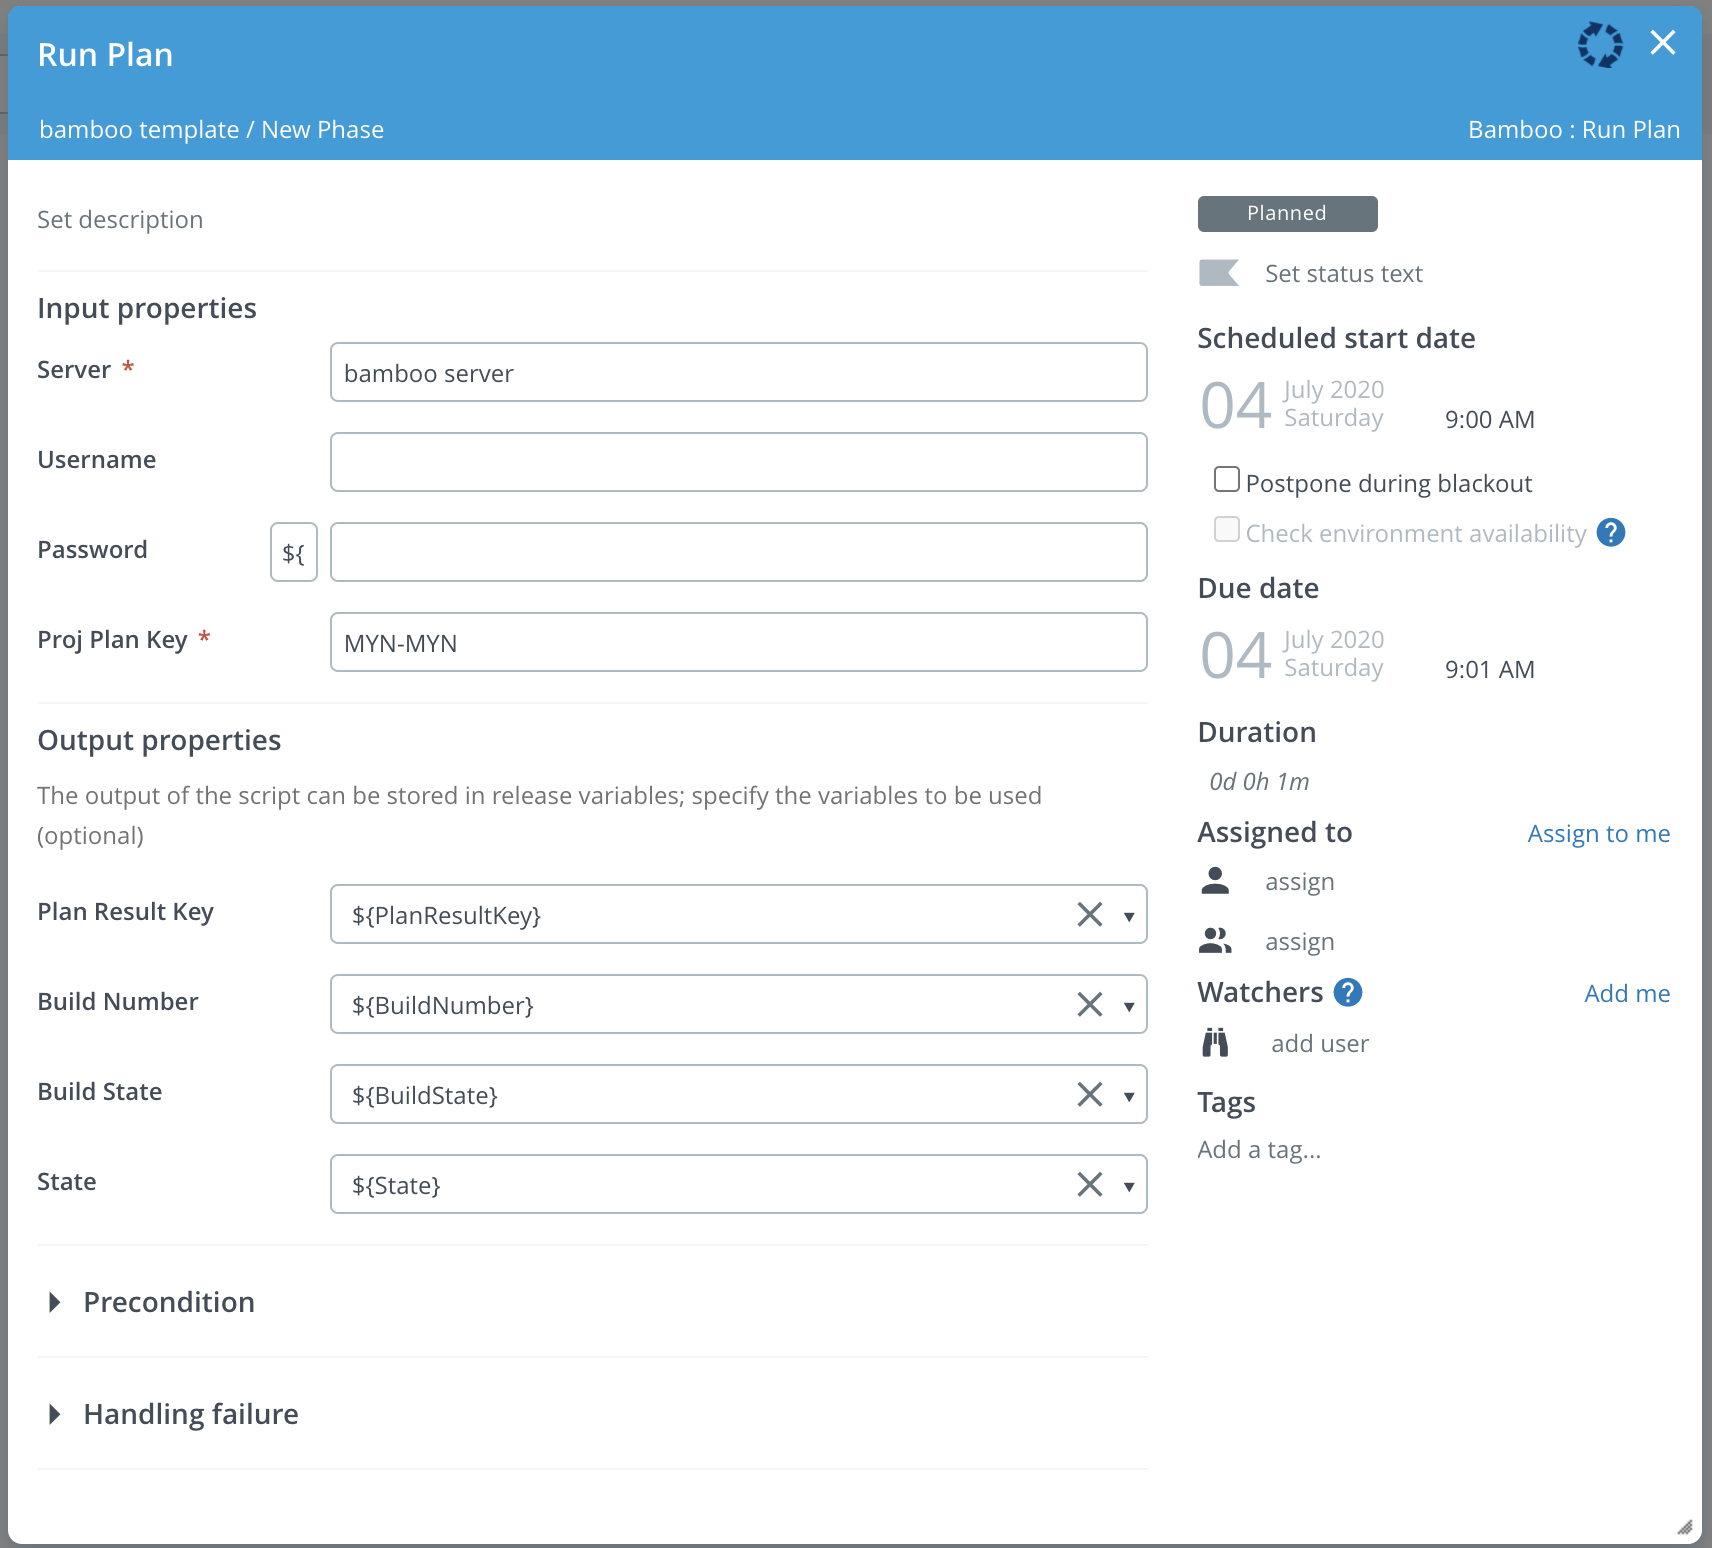 Run Plan
bamboo template / New Phase
Bamboo : Run Plan
Set description
Input properties
Server *
bamboo server
Username
Password
${
Proj Plan Key *
MYN-MYN
Output properties
The output of the script can be stored in release variables; specify the variables to be used
(optional)
Plan Result Key
${PlanResultKey}
Build Number
${BuildNumber}
Build State
${BuildState}
State
${State}
Precondition
Handling failure
Planned
Set status text
Scheduled start date
04
July 2020
Saturday
9:00 AM
Postpone during blackout
Check environment availability ?
Due date
04
July 2020
Saturday
9:01 AM
Duration
0d 0h 1m
Assigned to
Assign to me
assign
assign
Watchers ?
Add me
add user
Tags
Add a tag...